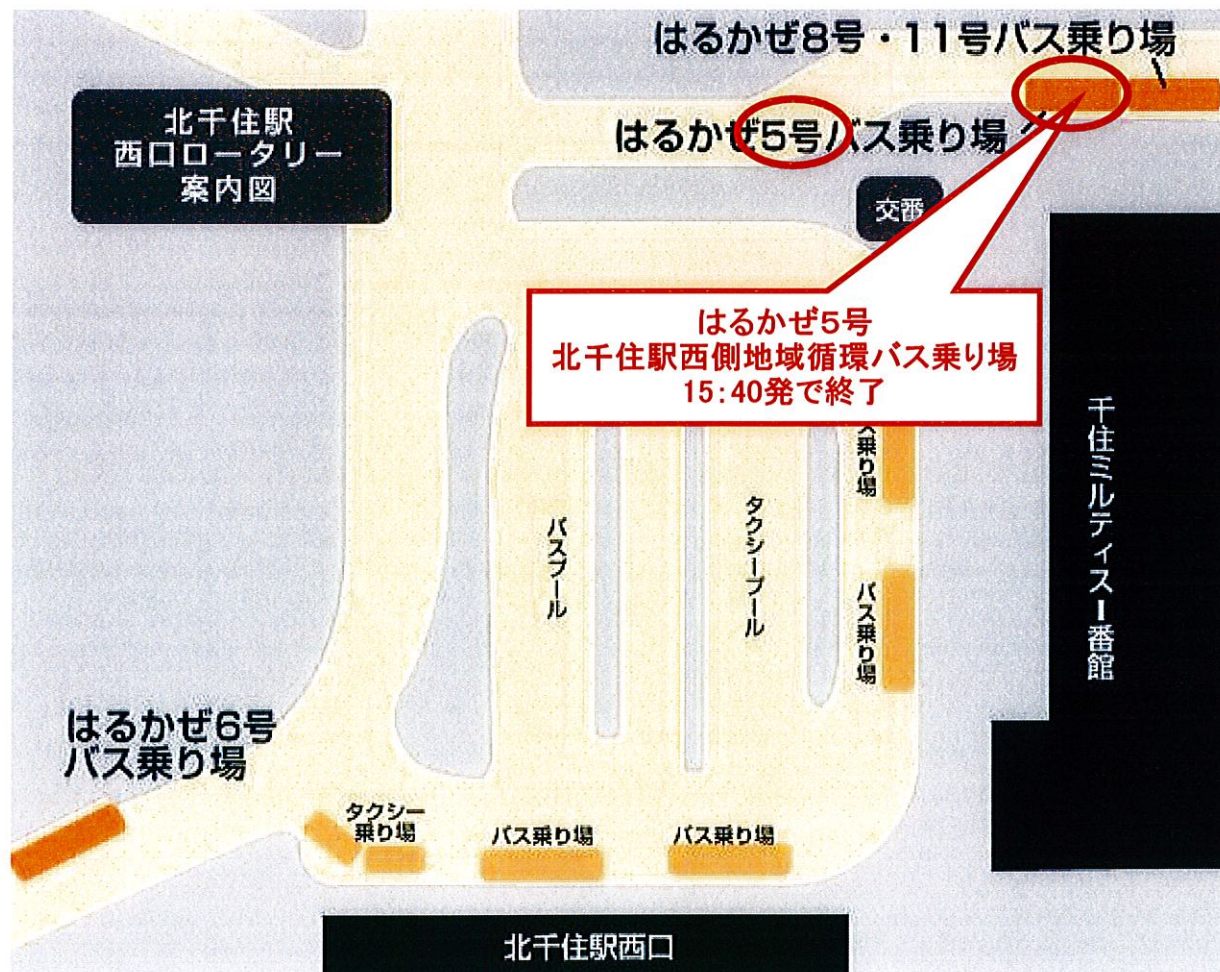 はるかぜ8号・11号バス乗り場
北千住駅
西口ロータリー
案内図
はるかぜ5号バス乗り場
交番
はるかぜ5号
北千住駅西側地域循環バス乗り場
15:40発で終了
ス乗り場
千住ミルティスⅠ番館
バスプール
タクシープール
バス乗り場
はるかぜ6号
バス乗り場
タクシー
乗り場
バス乗り場
バス乗り場
北千住駅西口